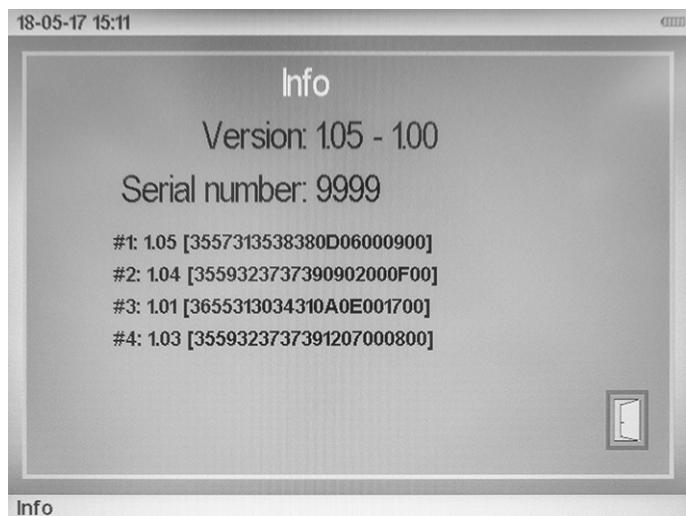 18-05-17 15:11
Info
Version: 1.05 - 1.00
Serial number: 9999
#1: 1.05 [3557313538380D06000900]
#2: 1.04 [3559323737390902000F00]
#3: 1.01 [3655313034310A0E001700]
#4: 1.03 [3559323737391207000800]
Info